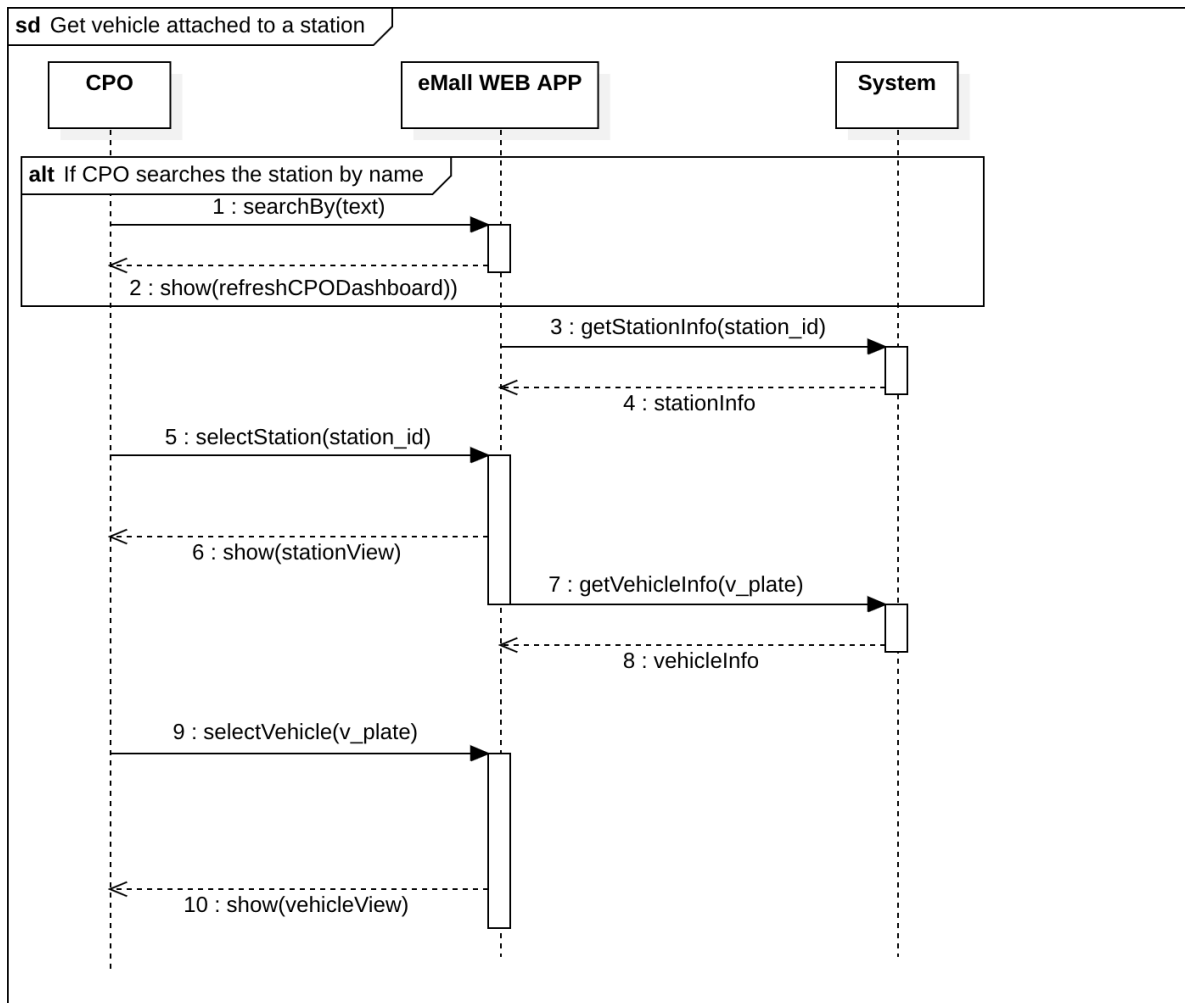 sd Get vehicle attached to a station
CPO
eMall WEB APP
System
alt If CPO searches the station by name
1 : searchBy(text)
2 : show(refreshCPODashboard))
3 : getStationInfo(station_id)
4 : stationInfo
5 : selectStation(station_id)
6 : show(stationView)
7 : getVehicleInfo(v_plate)
8 : vehicleInfo
9 : selectVehicle(v_plate)
10 : show(vehicleView)